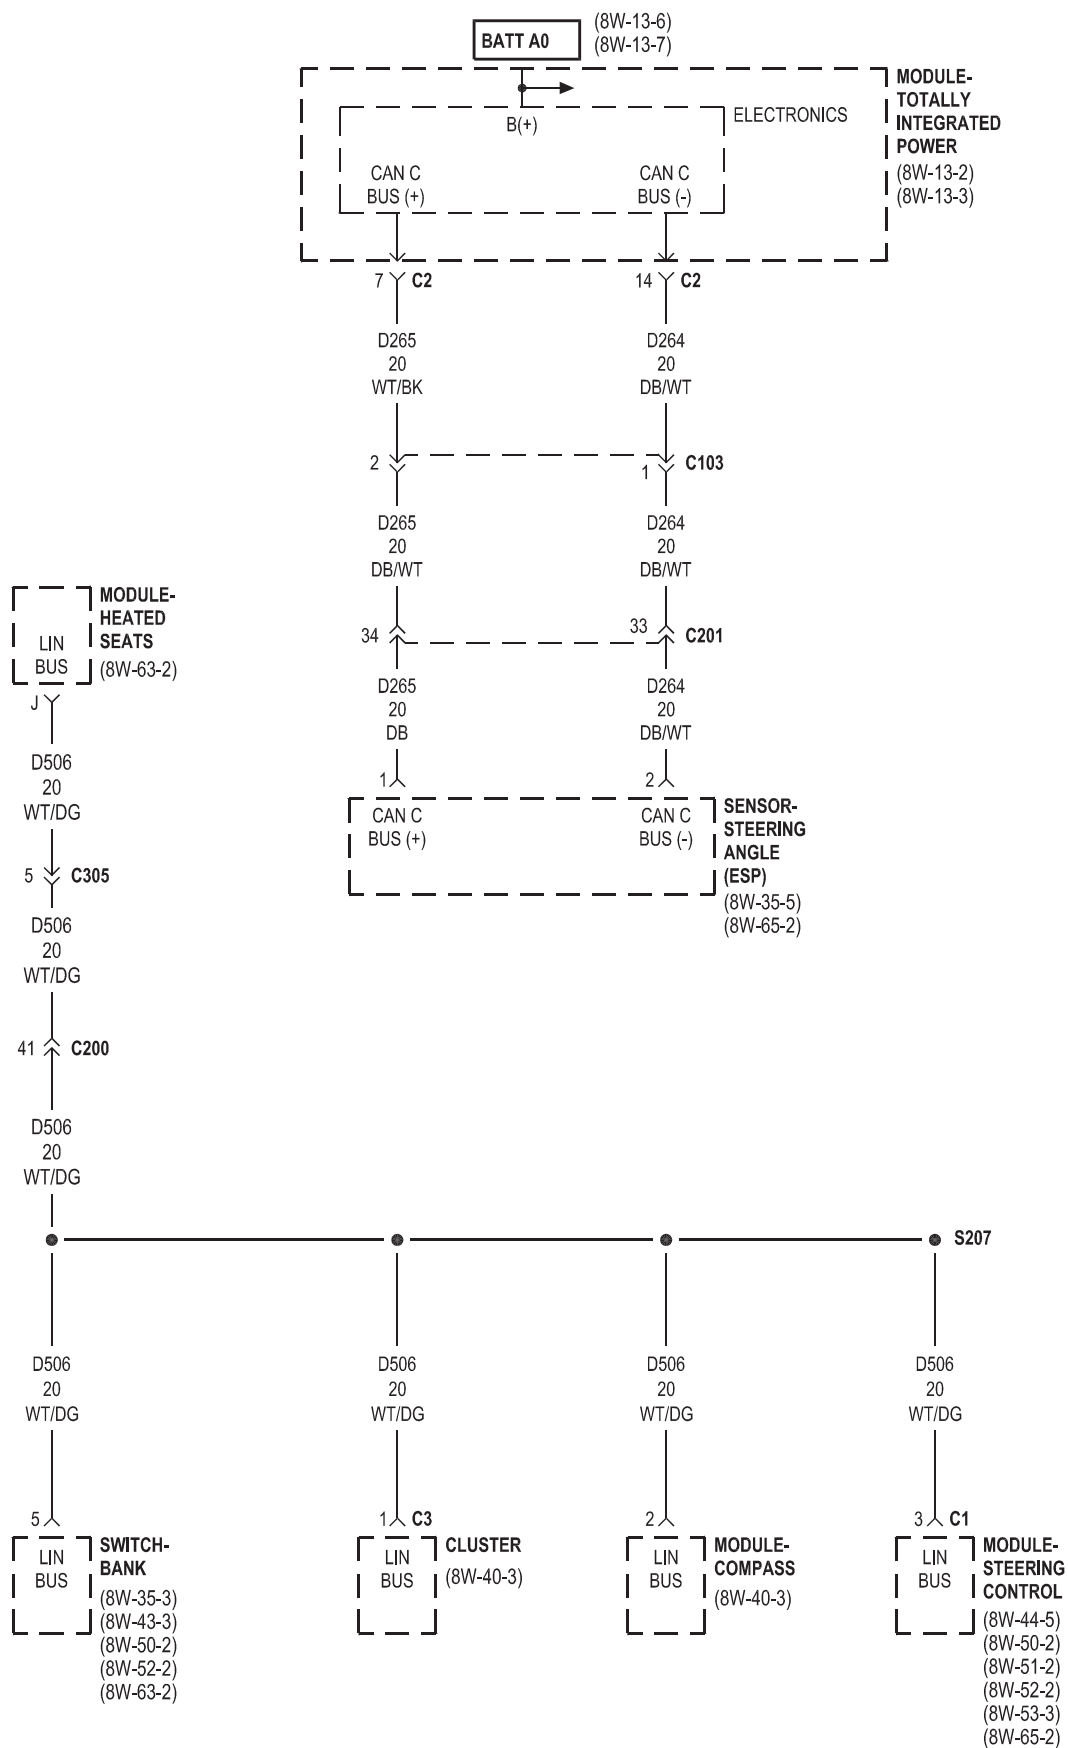 BATT A0
(8W-13-6)
(8W-13-7)
MODULE-
TOTALLY
INTEGRATED
POWER
(8W-13-2)
(8W-13-3)
ELECTRONICS
B(+)
CAN C
BUS (+)
CAN C
BUS (-)
7 C2
14 C2
D265
20
WT/BK
D264
20
DB/WT
2
1
C103
D265
20
DB/WT
D264
20
DB/WT
34
33
C201
D265
20
DB
D264
20
DB/WT
1
2
CAN C
BUS (+)
CAN C
BUS (-)
SENSOR-
STEERING
ANGLE
(ESP)
(8W-35-5)
(8W-65-2)
LIN
BUS
MODULE-
HEATED
SEATS
(8W-63-2)
J
D506
20
WT/DG
5 C305
D506
20
WT/DG
41 C200
D506
20
WT/DG
S207
D506
20
WT/DG
D506
20
WT/DG
D506
20
WT/DG
D506
20
WT/DG
5
1 C3
2
3 C1
LIN
BUS
SWITCH-
BANK
(8W-35-3)
(8W-43-3)
(8W-50-2)
(8W-52-2)
(8W-63-2)
LIN
BUS
CLUSTER
(8W-40-3)
LIN
BUS
MODULE-
COMPASS
(8W-40-3)
LIN
BUS
MODULE-
STEERING
CONTROL
(8W-44-5)
(8W-50-2)
(8W-51-2)
(8W-52-2)
(8W-53-3)
(8W-65-2)